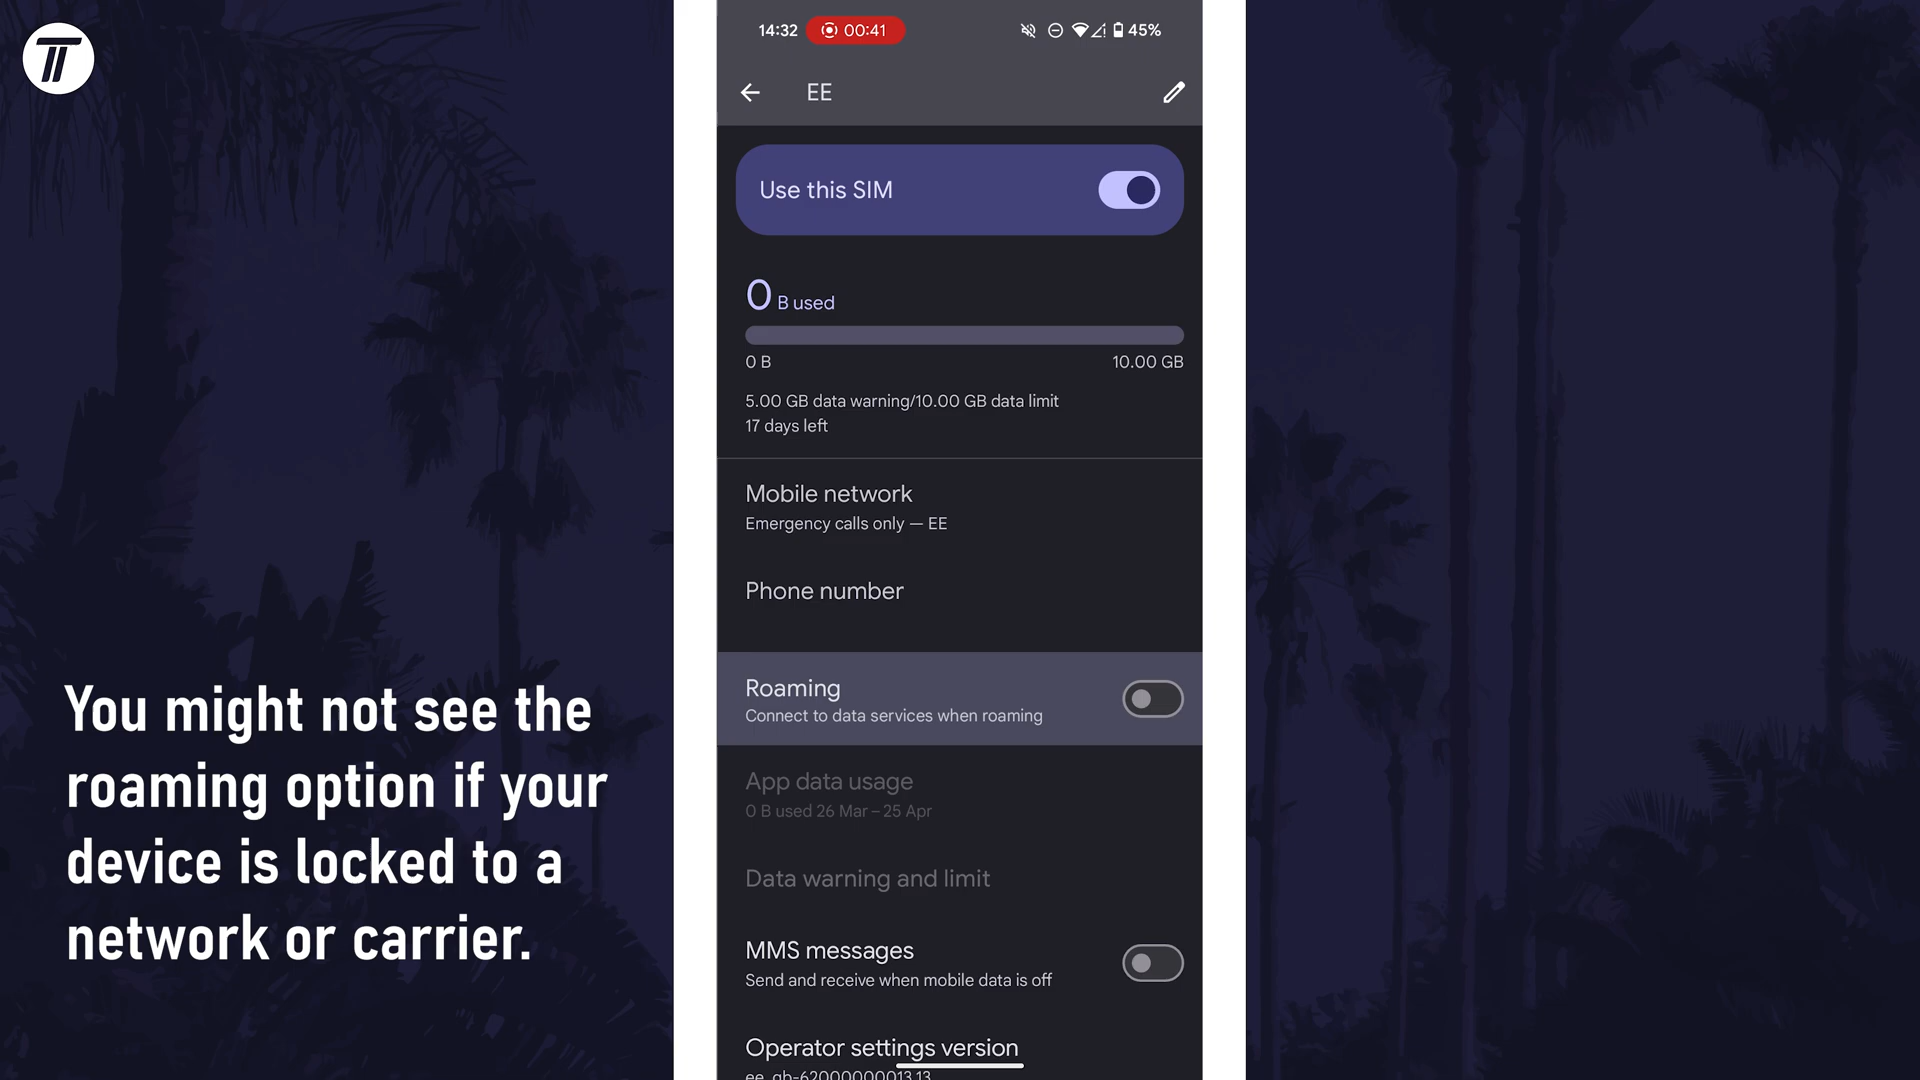 14:32 00:41 45%
EE
Use this SIM
0 B used
0 B 10.00 GB
5.00 GB data warning/10.00 GB data limit
17 days left
Mobile network
Emergency calls only — EE
Phone number
Roaming
Connect to data services when roaming
App data usage
0 B used 26 Mar – 25 Apr
Data warning and limit
MMS messages
Send and receive when mobile data is off
Operator settings version
ee_gb-62000000013.13
You might not see the
roaming option if your
device is locked to a
network or carrier.